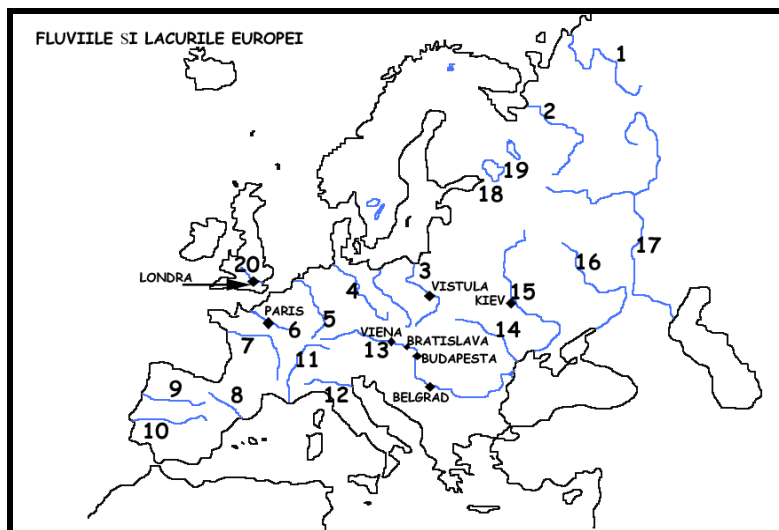 FLUVIILE SI LACURILE EUROPEI
1
2
19
18
17
20
LONDRA
3
4
VISTULA
KIEV
15
16
PARIS
6
5
7
VIENA
13
BRATISLAVA
BUDAPESTA
14
11
9
8
12
BELGRAD
10